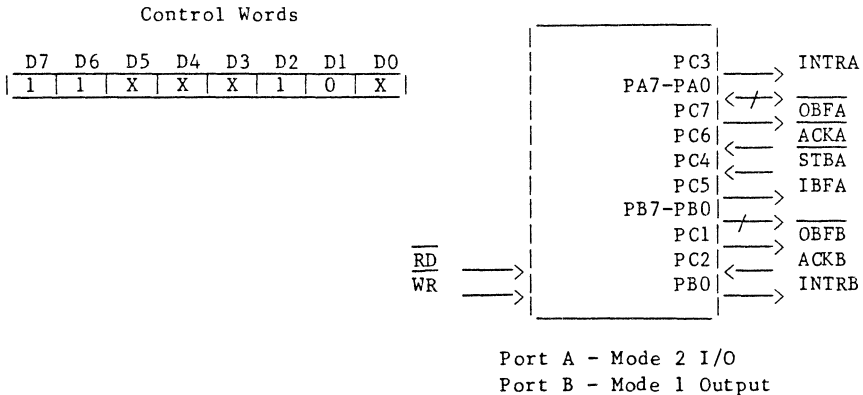 Control Words
D7 D6 D5 D4 D3 D2 D1 D0
1 1 X X X 1 0 X
PC3 INTRA
PA7-PA0
PC7 OBFA
PC6 ACKA
PC4 STBA
PC5 IBFA
PB7-PB0
PC1 OBFB
PC2 ACKB
PB0 INTRB
RD
WR
Port A - Mode 2 I/O
Port B - Mode 1 Output